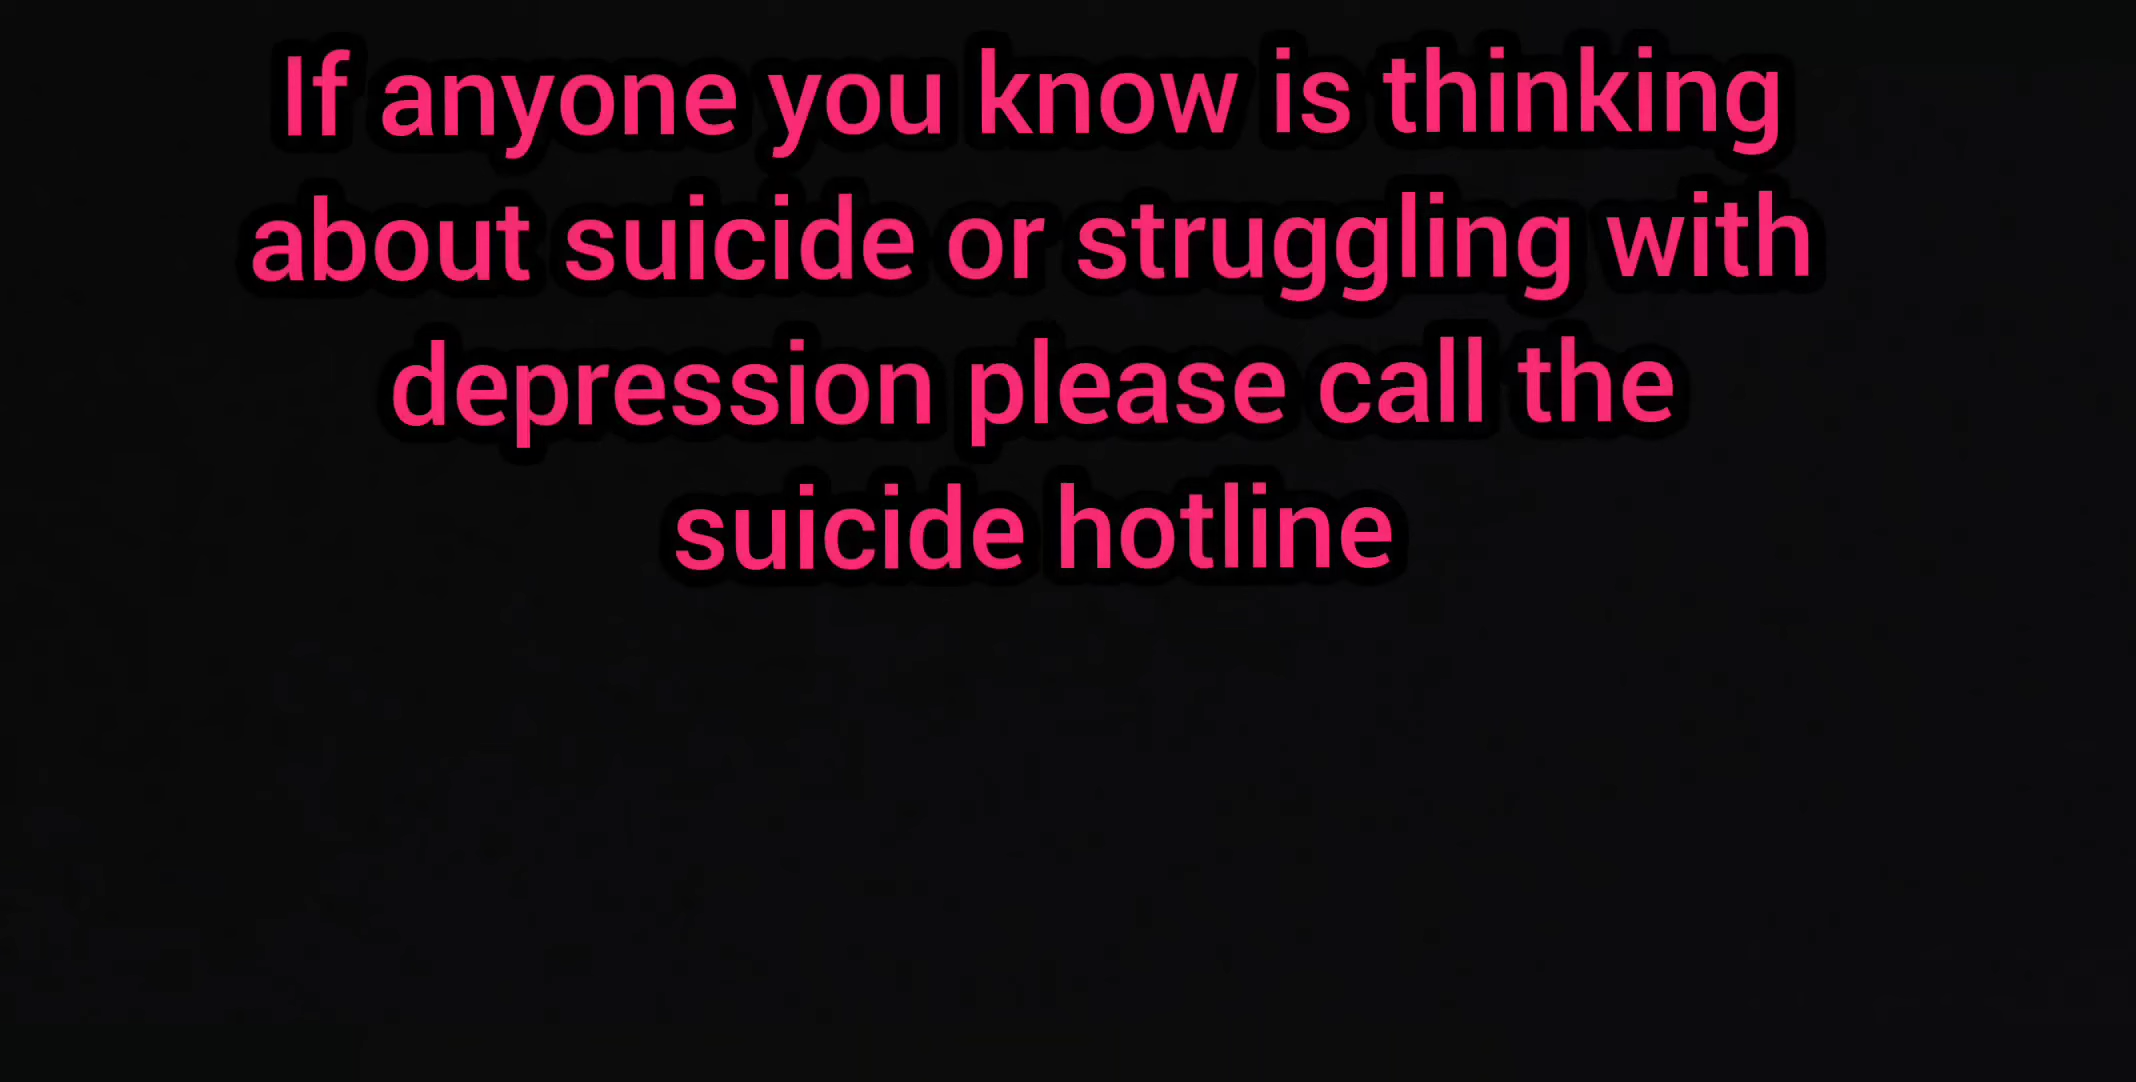 If anyone you know is thinking
about suicide or struggling with
depression please call the
suicide hotline